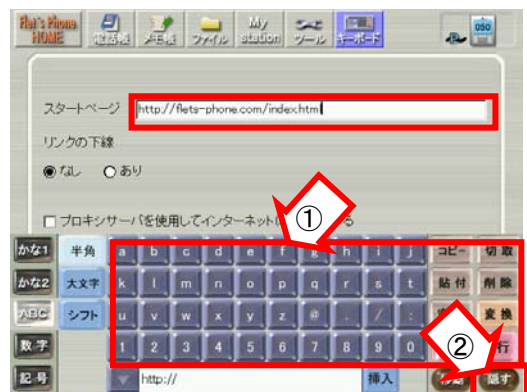 Flet's Phone HOME 電話帳 メモ帳 ファイル My station ツール キーボード 050
スタートページ http://flets-phone.com/index.html
リンクの下線
なし あり
プロキシサーバを使用してインターネットに る
①
かな1 半角 a b c d e f g h i j コピー 切取
かな2 大文字 k l m n o p q r s t 貼付 削除
ABC シフト u v w x y z @ . / : 変換
数字 1 2 3 4 5 6 7 8 9 0 ② 行
記号 http:// 挿入 移動 隠す